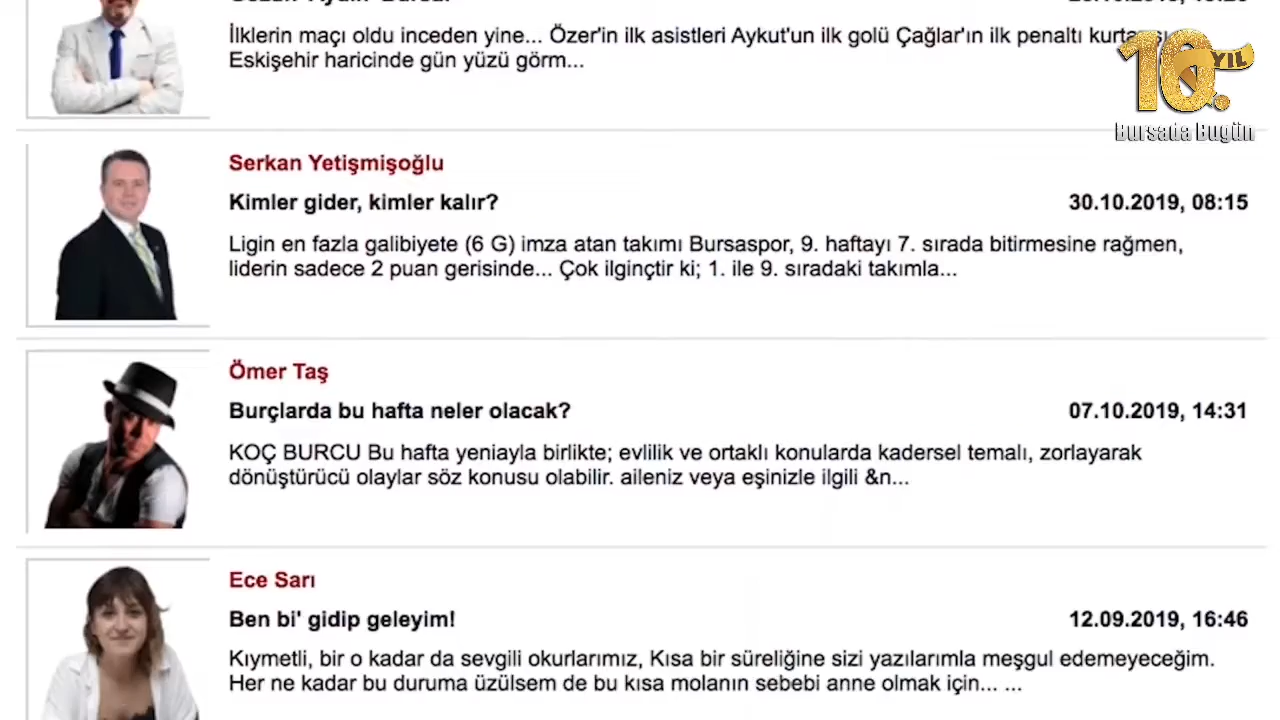 İlklerin maçı oldu inceden yine... Özer'in ilk asistleri Aykut'un ilk golü Çağlar'ın ilk penaltı
Eskişehir haricinde gün yüzü görm...
10. YIL
Bursada Bugün
Serkan Yetişmişoğlu
Kimler gider, kimler kalır?
30.10.2019, 08:15
Ligin en fazla galibiyete (6 G) imza atan takımı Bursaspor, 9. haftayı 7. sırada bitirmesine rağmen,
liderin sadece 2 puan gerisinde... Çok ilginçtir ki; 1. ile 9. sıradaki takımla...
Ömer Taş
Burçlarda bu hafta neler olacak?
07.10.2019, 14:31
KOÇ BURCU Bu hafta yeniayla birlikte; evlilik ve ortaklı konularda kadersel temalı, zorlayarak
dönüştürücü olaylar söz konusu olabilir. aileniz veya eşinizle ilgili &n...
Ece Sarı
Ben bi' gidip geleyim!
12.09.2019, 16:46
Kıymetli, bir o kadar da sevgili okurlarımız, Kısa bir süreliğine sizi yazılarımla meşgul edemeyeceğim.
Her ne kadar bu duruma üzülsem de bu kısa molanın sebebi anne olmak için... ...